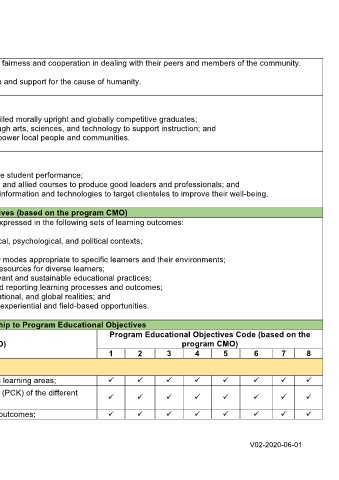 fairness and cooperation in dealing with their peers and members of the community.
and support for the cause of humanity.
illed morally upright and globally competitive graduates;
ugh arts, sciences, and technology to support instruction; and
power local people and communities.
e student performance;
and allied courses to produce good leaders and professionals; and
information and technologies to target clienteles to improve their well-being.
ives (based on the program CMO)
expressed in the following sets of learning outcomes:
cal, psychological, and political contexts;
modes appropriate to specific learners and their environments;
esources for diverse learners;
vant and sustainable educational practices;
d reporting learning processes and outcomes;
ational, and global realities; and
experiential and field-based opportunities.
hip to Program Educational Objectives
O)
Program Educational Objectives Code (based on the
program CMO)
1 2 3 4 5 6 7 8
s learning areas; ✓ ✓ ✓ ✓ ✓ ✓ ✓ ✓
(PCK) of the different ✓ ✓ ✓ ✓ ✓ ✓ ✓ ✓
outcomes; ✓ ✓ ✓ ✓ ✓ ✓ ✓ ✓
V02-2020-06-01